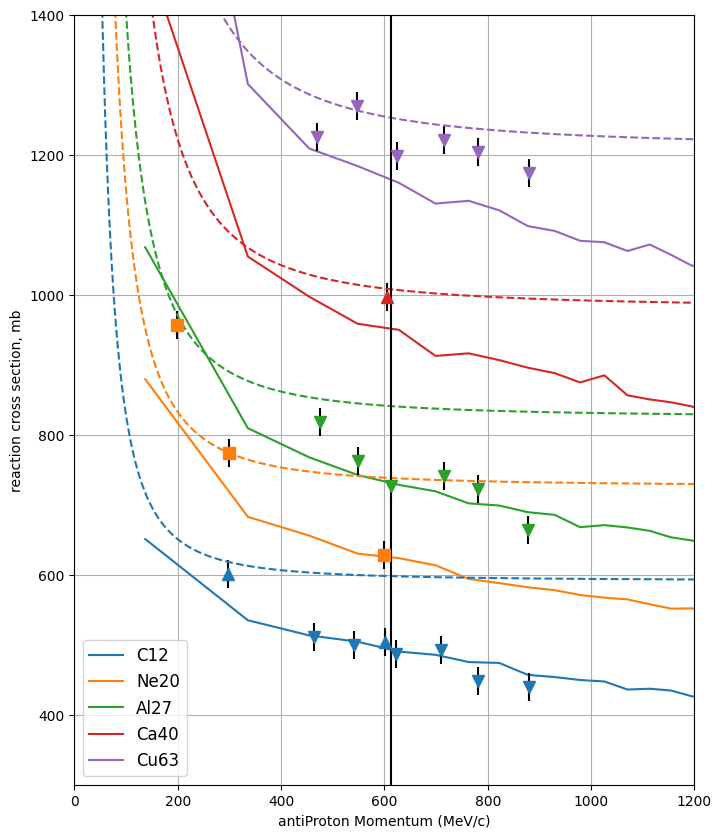 reaction cross section, mb
1400
1200
1000
800
600
400
C12
Ne20
Al27
Ca40
Cu63
0 200 400 600 800 1000 1200
antiProton Momentum (MeV/c)